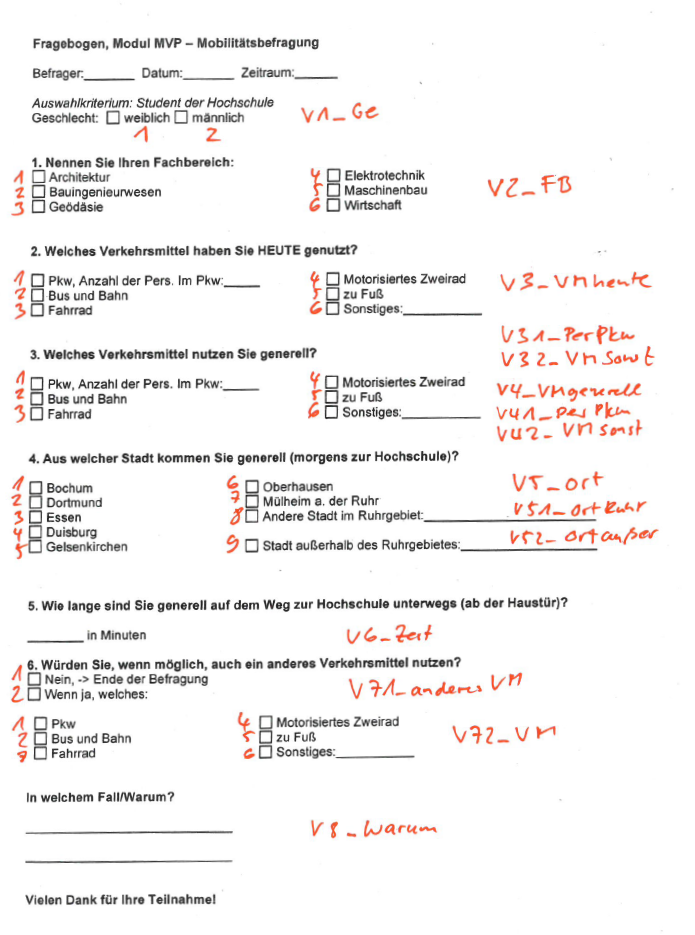 Fragebogen, Modul MVP – Mobilitätsbefragung
Befrager:_______ Datum:_______ Zeitraum:______
Auswahlkriterium: Student der Hochschule
Geschlecht: ☐ weiblich ☐ männlich V1_Ge
1 2
1. Nennen Sie Ihren Fachbereich:
1 ☐ Architektur 4 ☐ Elektrotechnik
2 ☐ Bauingenieurwesen 5 ☐ Maschinenbau V2_FB
3 ☐ Geodäsie 6 ☐ Wirtschaft
2. Welches Verkehrsmittel haben Sie HEUTE genutzt?
1 ☐ Pkw, Anzahl der Pers. Im Pkw:_____ 4 ☐ Motorisiertes Zweirad V3_VMheute
2 ☐ Bus und Bahn 5 ☐ zu Fuß
3 ☐ Fahrrad 6 ☐ Sonstiges:___________
V31_PerPkw
3. Welches Verkehrsmittel nutzen Sie generell? V32_VMSonst
1 ☐ Pkw, Anzahl der Pers. Im Pkw:_____ 4 ☐ Motorisiertes Zweirad V4_VMgenerell
2 ☐ Bus und Bahn 5 ☐ zu Fuß
3 ☐ Fahrrad 6 ☐ Sonstiges:___________ V41_PerPkw
V42_VMsonst
4. Aus welcher Stadt kommen Sie generell (morgens zur Hochschule)?
1 ☐ Bochum 6 ☐ Oberhausen V5_Ort
2 ☐ Dortmund 7 ☐ Mülheim a. der Ruhr
3 ☐ Essen 8 ☐ Andere Stadt im Ruhrgebiet:___________ V51_OrtRuhr
4 ☐ Duisburg
5 ☐ Gelsenkirchen 9 ☐ Stadt außerhalb des Ruhrgebietes:___________ V52_Ortaußer
5. Wie lange sind Sie generell auf dem Weg zur Hochschule unterwegs (ab der Haustür)?
________ in Minuten V6_Zeit
6. Würden Sie, wenn möglich, auch ein anderes Verkehrsmittel nutzen?
1 ☐ Nein, -> Ende der Befragung
2 ☐ Wenn ja, welches: V71_anderes VM
1 ☐ Pkw 4 ☐ Motorisiertes Zweirad
2 ☐ Bus und Bahn 5 ☐ zu Fuß V72_VM
☐ Fahrrad 6 ☐ Sonstiges:___________
In welchem Fall/Warum?
V8_Warum
Vielen Dank für Ihre Teilnahme!